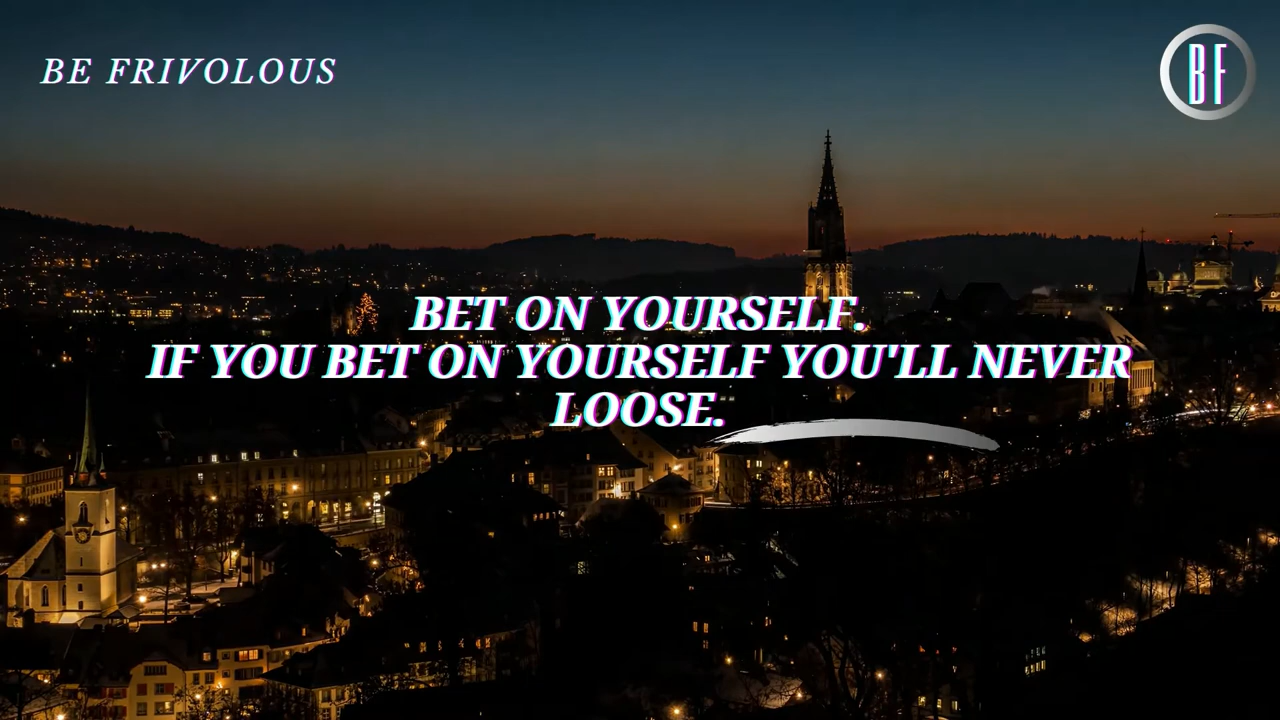 BE FRIVOLOUS
BF
BET ON YOURSELF.
IF YOU BET ON YOURSELF YOU'LL NEVER
LOOSE.